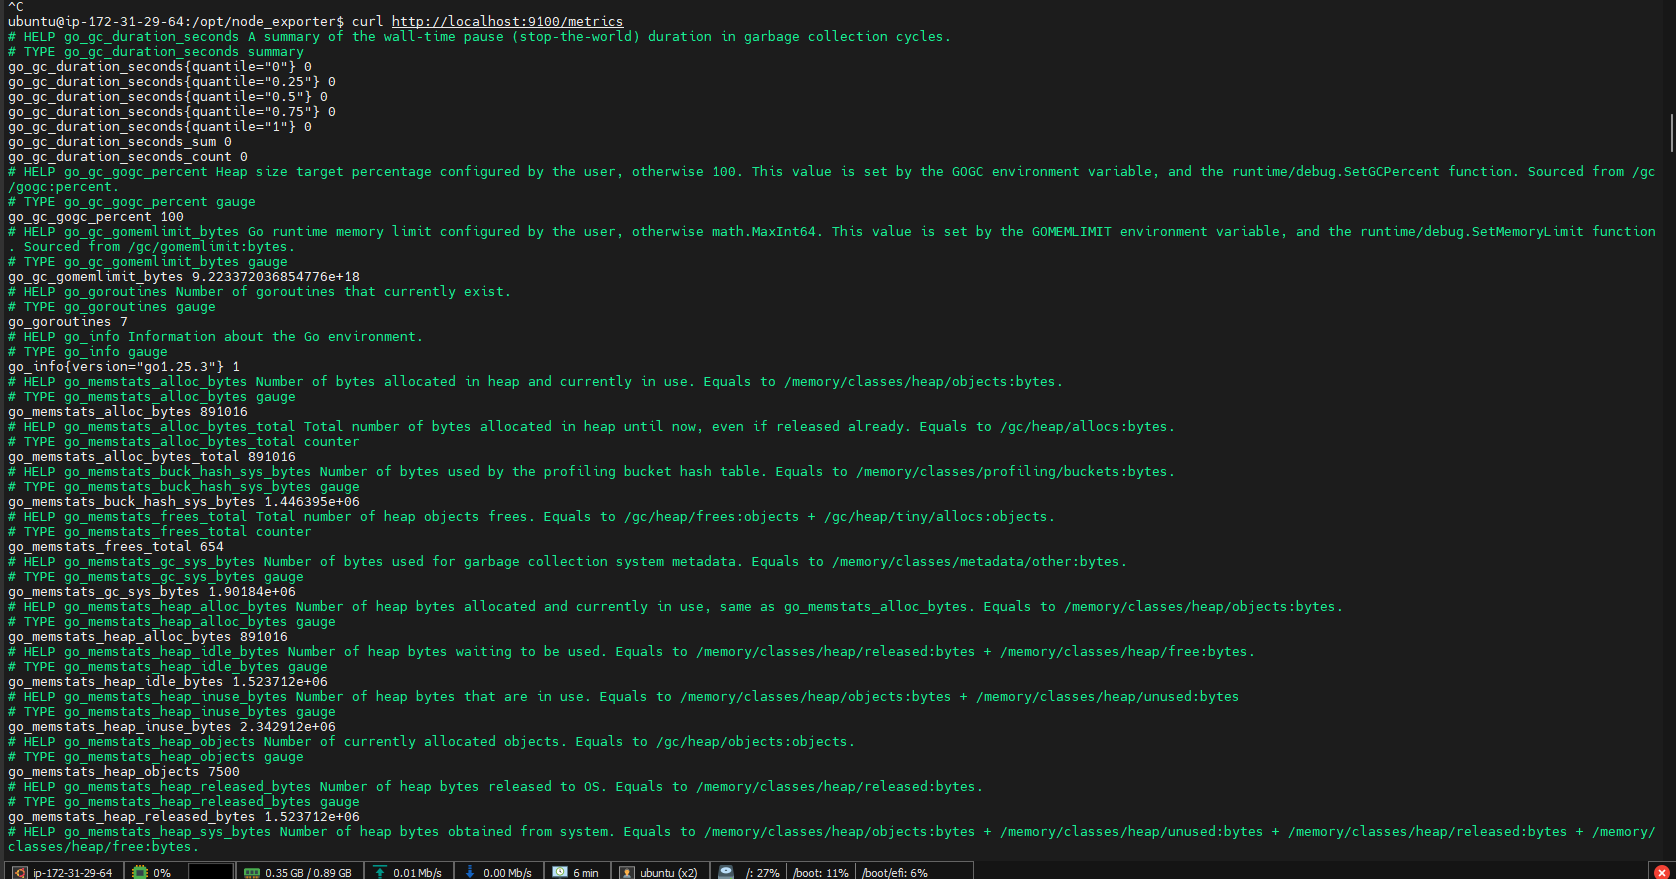 ^C
ubuntu@ip-172-31-29-64:/opt/node_exporter$ curl http://localhost:9100/metrics
# HELP go_gc_duration_seconds A summary of the wall-time pause (stop-the-world) duration in garbage collection cycles.
# TYPE go_gc_duration_seconds summary
go_gc_duration_seconds{quantile="0"} 0
go_gc_duration_seconds{quantile="0.25"} 0
go_gc_duration_seconds{quantile="0.5"} 0
go_gc_duration_seconds{quantile="0.75"} 0
go_gc_duration_seconds{quantile="1"} 0
go_gc_duration_seconds_sum 0
go_gc_duration_seconds_count 0
# HELP go_gc_gogc_percent Heap size target percentage configured by the user, otherwise 100. This value is set by the GOGC environment variable, and the runtime/debug.SetGCPercent function. Sourced from /gc
/gogc:percent.
# TYPE go_gc_gogc_percent gauge
go_gc_gogc_percent 100
# HELP go_gc_gomemlimit_bytes Go runtime memory limit configured by the user, otherwise math.MaxInt64. This value is set by the GOMEMLIMIT environment variable, and the runtime/debug.SetMemoryLimit function
. Sourced from /gc/gomemlimit:bytes.
# TYPE go_gc_gomemlimit_bytes gauge
go_gc_gomemlimit_bytes 9.223372036854776e+18
# HELP go_goroutines Number of goroutines that currently exist.
# TYPE go_goroutines gauge
go_goroutines 7
# HELP go_info Information about the Go environment.
# TYPE go_info gauge
go_info{version="go1.25.3"} 1
# HELP go_memstats_alloc_bytes Number of bytes allocated in heap and currently in use. Equals to /memory/classes/heap/objects:bytes.
# TYPE go_memstats_alloc_bytes gauge
go_memstats_alloc_bytes 891016
# HELP go_memstats_alloc_bytes_total Total number of bytes allocated in heap until now, even if released already. Equals to /gc/heap/allocs:bytes.
# TYPE go_memstats_alloc_bytes_total counter
go_memstats_alloc_bytes_total 891016
# HELP go_memstats_buck_hash_sys_bytes Number of bytes used by the profiling bucket hash table. Equals to /memory/classes/profiling/buckets:bytes.
# TYPE go_memstats_buck_hash_sys_bytes gauge
go_memstats_buck_hash_sys_bytes 1.446395e+06
# HELP go_memstats_frees_total Total number of heap objects frees. Equals to /gc/heap/frees:objects + /gc/heap/tiny/allocs:objects.
# TYPE go_memstats_frees_total counter
go_memstats_frees_total 654
# HELP go_memstats_gc_sys_bytes Number of bytes used for garbage collection system metadata. Equals to /memory/classes/metadata/other:bytes.
# TYPE go_memstats_gc_sys_bytes gauge
go_memstats_gc_sys_bytes 1.90184e+06
# HELP go_memstats_heap_alloc_bytes Number of heap bytes allocated and currently in use, same as go_memstats_alloc_bytes. Equals to /memory/classes/heap/objects:bytes.
# TYPE go_memstats_heap_alloc_bytes gauge
go_memstats_heap_alloc_bytes 891016
# HELP go_memstats_heap_idle_bytes Number of heap bytes waiting to be used. Equals to /memory/classes/heap/released:bytes + /memory/classes/heap/free:bytes.
# TYPE go_memstats_heap_idle_bytes gauge
go_memstats_heap_idle_bytes 1.523712e+06
# HELP go_memstats_heap_inuse_bytes Number of heap bytes that are in use. Equals to /memory/classes/heap/objects:bytes + /memory/classes/heap/unused:bytes
# TYPE go_memstats_heap_inuse_bytes gauge
go_memstats_heap_inuse_bytes 2.342912e+06
# HELP go_memstats_heap_objects Number of currently allocated objects. Equals to /gc/heap/objects:objects.
# TYPE go_memstats_heap_objects gauge
go_memstats_heap_objects 7500
# HELP go_memstats_heap_released_bytes Number of heap bytes released to OS. Equals to /memory/classes/heap/released:bytes.
# TYPE go_memstats_heap_released_bytes gauge
go_memstats_heap_released_bytes 1.523712e+06
# HELP go_memstats_heap_sys_bytes Number of heap bytes obtained from system. Equals to /memory/classes/heap/objects:bytes + /memory/classes/heap/unused:bytes + /memory/classes/heap/released:bytes + /memory/
classes/heap/free:bytes.
ip-172-31-29-64 0% 0.35 GB / 0.89 GB 0.01 Mb/s 0.00 Mb/s 6 min ubuntu (x2) /: 27% /boot: 11% /boot/efi: 6%